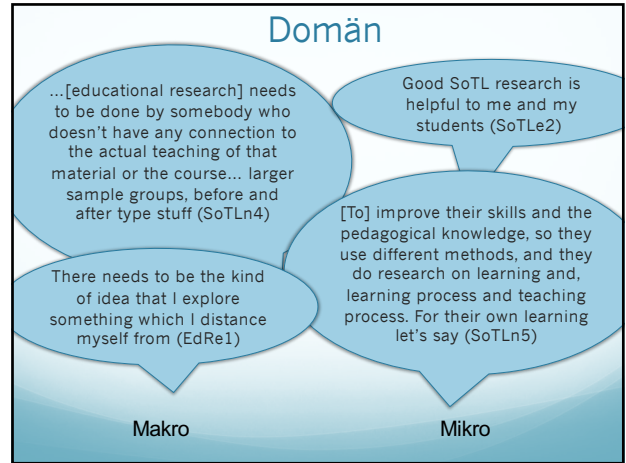 Domän
...[educational research] needs
to be done by somebody who
doesn't have any connection to
the actual teaching of that
material or the course... larger
sample groups, before and
after type stuff (SoTLn4)
Good SoTL research is
helpful to me and my
students (SoTLe2)
There needs to be the kind
of idea that I explore
something which I distance
myself from (EdRe1)
[To] improve their skills and the
pedagogical knowledge, so they
use different methods, and they
do research on learning and,
learning process and teaching
process. For their own learning
let's say (SoTLn5)
Makro
Mikro